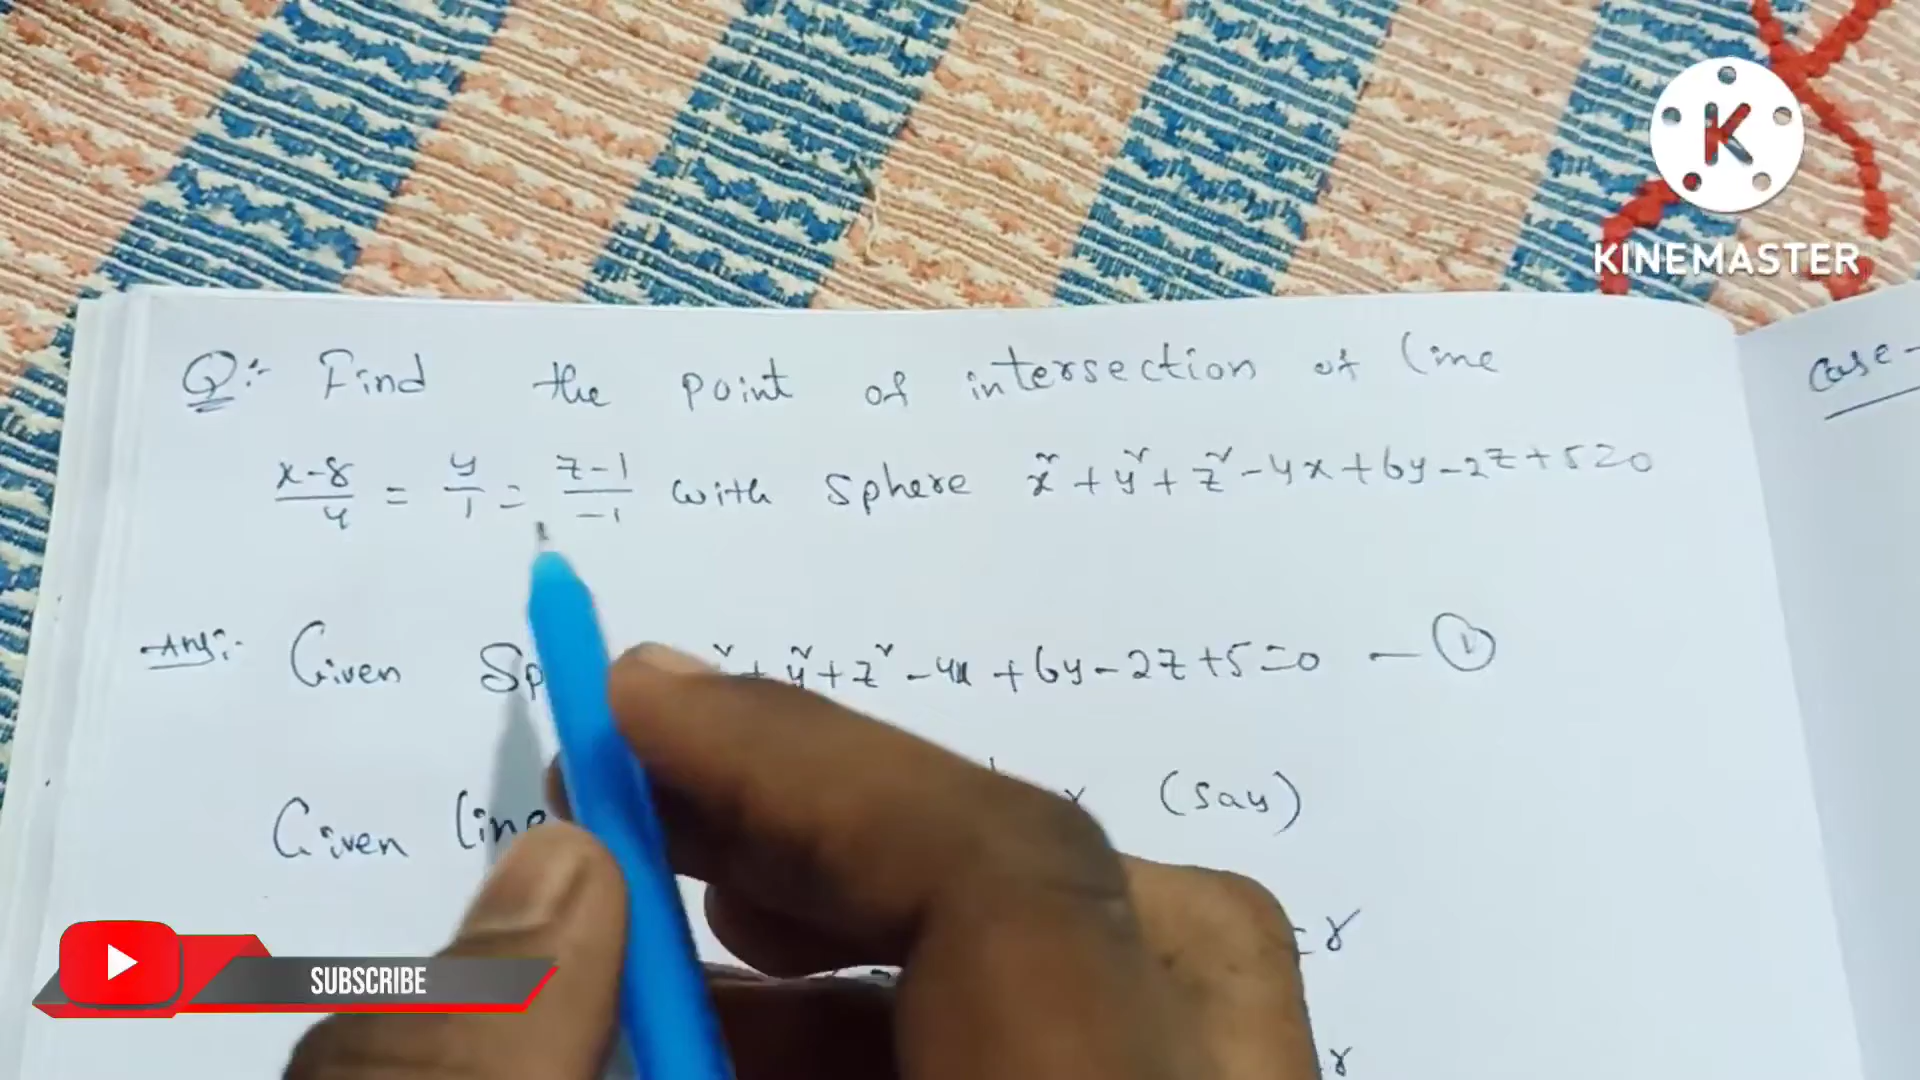 KINEMASTER
Q:- Find the point of intersection of line
x-8/4 = y/1 = z-1/-1 with sphere x² + y² + z² - 4x + 6y - 2z + 5 = 0
Case-
Ans:- Given Sp ² + y² + z² - 4x + 6y - 2z + 5 = 0 — ①
Given line r (say)
= r
r
SUBSCRIBE